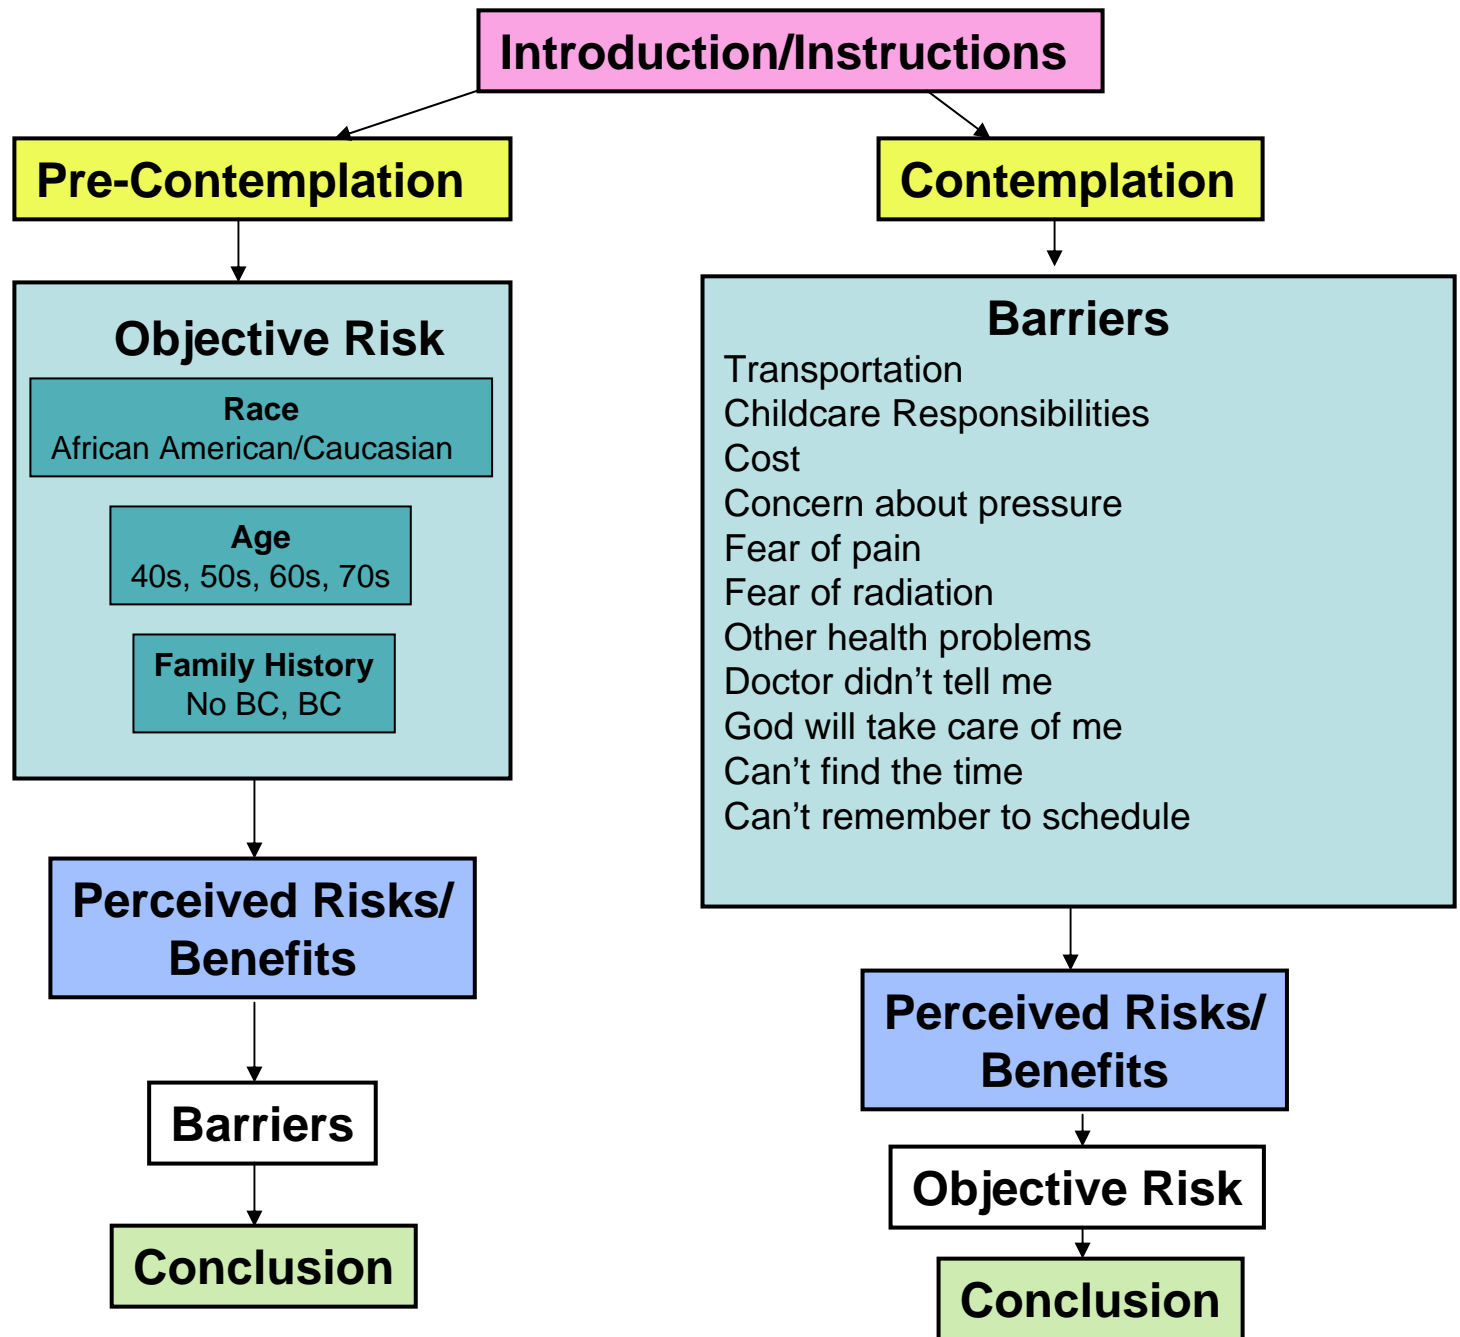 Introduction/Instructions
Pre-Contemplation
Objective Risk
Race
African American/Caucasian
Age
40s, 50s, 60s, 70s
Family History
No BC, BC
Perceived Risks/
Benefits
Barriers
Conclusion
Contemplation
Barriers
Transportation
Childcare Responsibilities
Cost
Concern about pressure
Fear of pain
Fear of radiation
Other health problems
Doctor didn’t tell me
God will take care of me
Can’t find the time
Can’t remember to schedule
Perceived Risks/
Benefits
Objective Risk
Conclusion